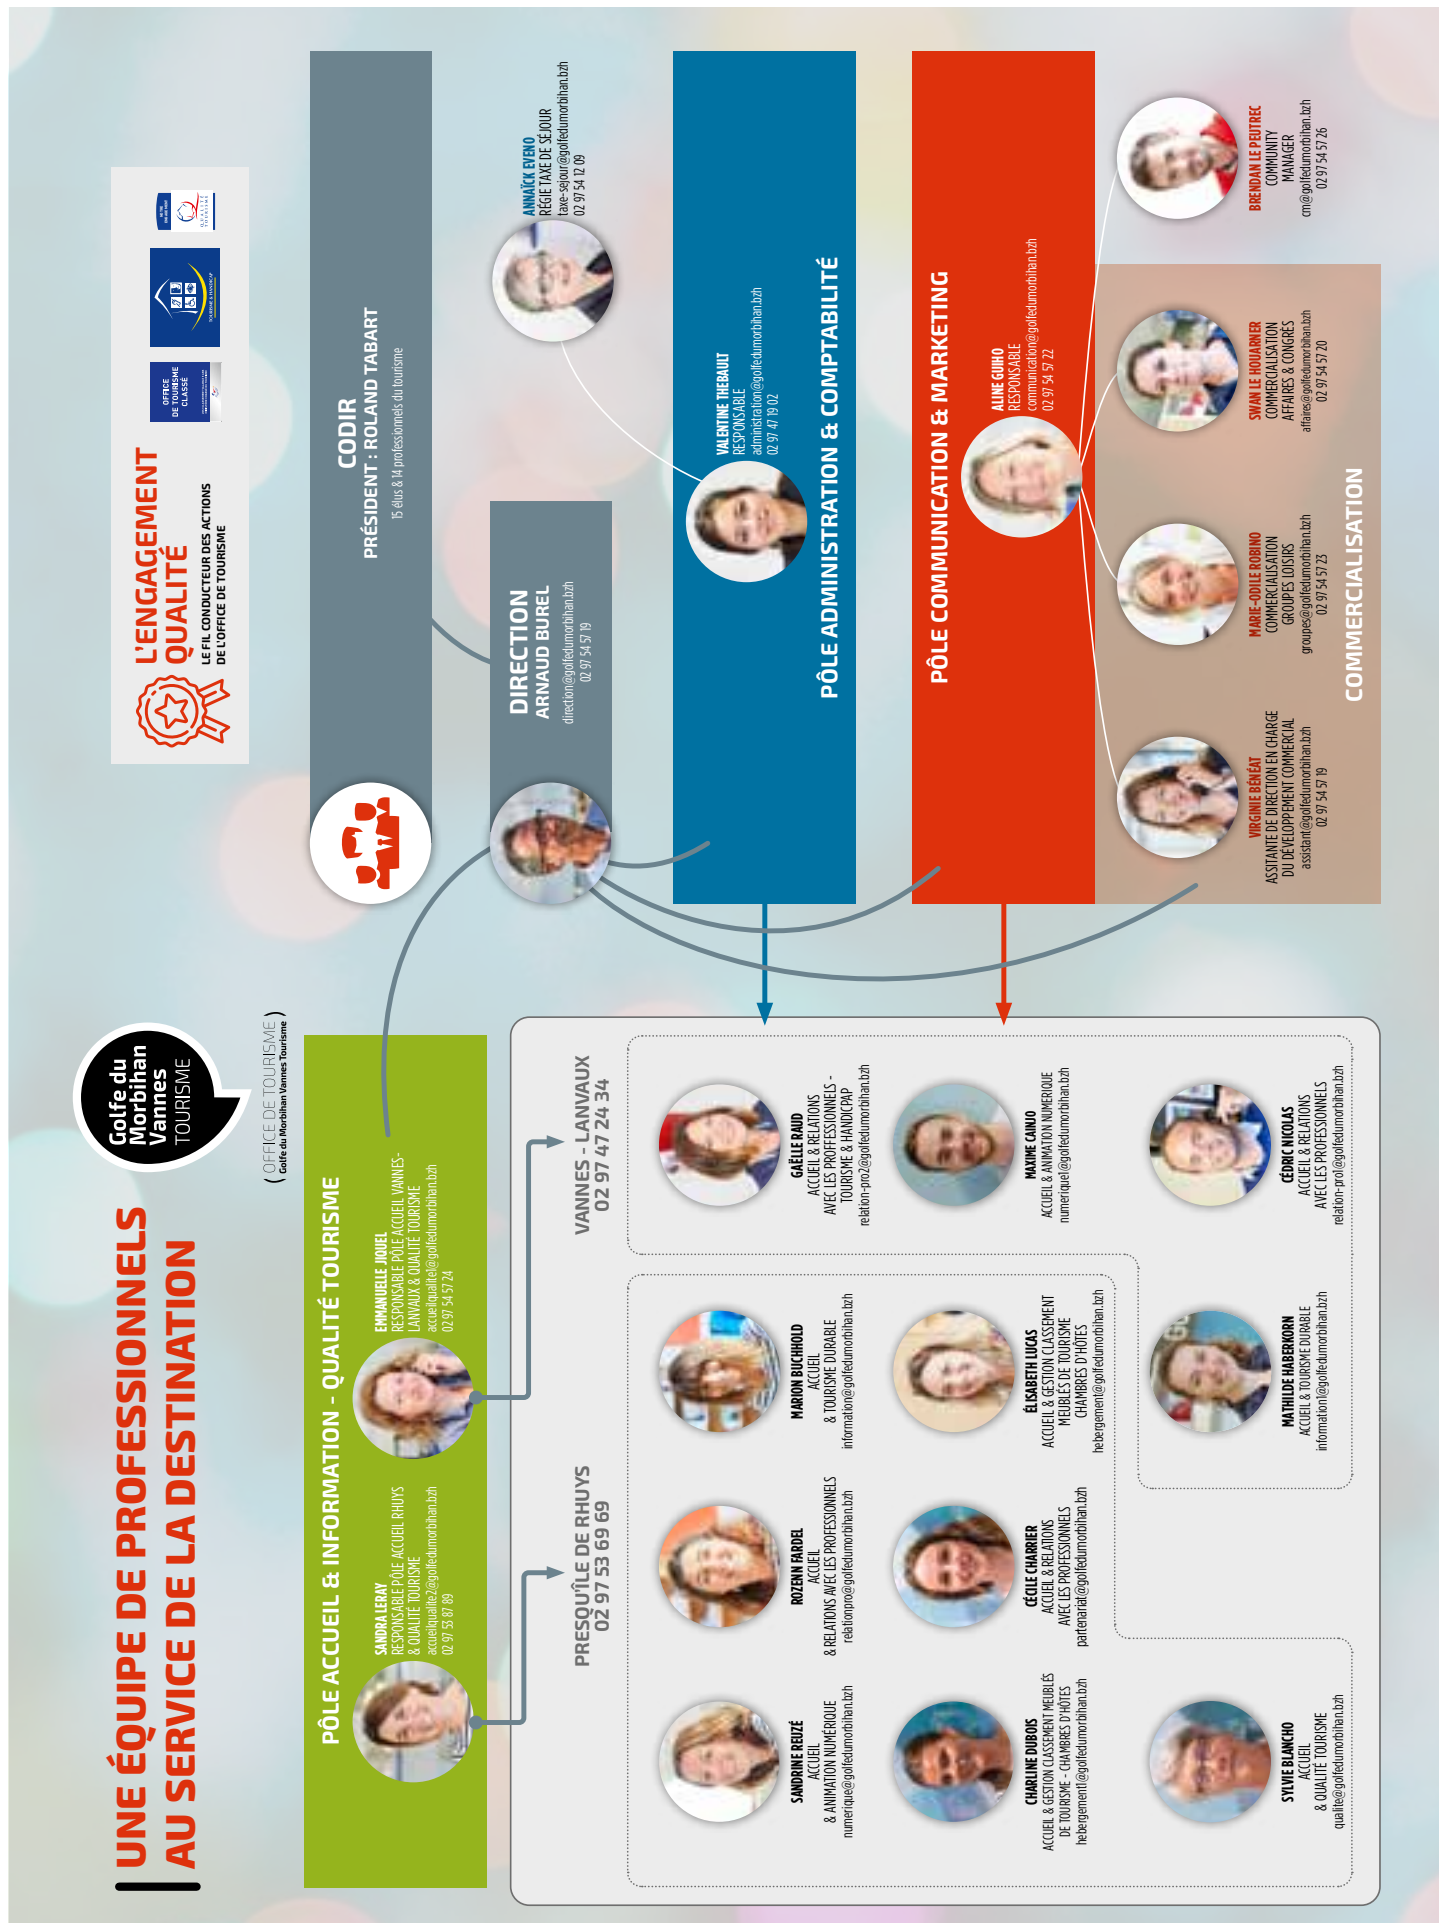 UNE ÉQUIPE DE PROFESSIONNELS
AU SERVICE DE LA DESTINATION
Golfe du
Morbihan
Vannes
TOURISME
( OFFICE DE TOURISME )
Golfe du Morbihan Vannes Tourisme
L'ENGAGEMENT
QUALITÉ
LE FIL CONDUCTEUR DES ACTIONS
DE L'OFFICE DE TOURISME
OFFICE
DE TOURISME
CLASSÉ
TOURISME & HANDICAP
QUALITÉ
TOURISME
CODIR
PRÉSIDENT : ROLAND TABART
15 élus & 14 professionnels du tourisme
DIRECTION
ARNAUD BUREL
direction@golfedumorbihan.bzh
02 97 54 57 19
ANNAÏCK EVENO
RÉGIE TAXE DE SÉJOUR
taxe-sejour@golfedumorbihan.bzh
02 97 54 12 09
PÔLE ACCUEIL & INFORMATION - QUALITÉ TOURISME
SANDRA LERAY
RESPONSABLE PÔLE ACCUEIL RHUYS
& QUALITÉ TOURISME
accueilqualite2@golfedumorbihan.bzh
02 97 53 87 89
EMMANUELLE JIQUEL
RESPONSABLE PÔLE ACCUEIL VANNES-
LANVAUX & QUALITÉ TOURISME
accueilqualite1@golfedumorbihan.bzh
02 97 54 57 24
VALENTINE THEBAULT
RESPONSABLE
administration@golfedumorbihan.bzh
02 97 47 19 02
PÔLE ADMINISTRATION & COMPTABILITÉ
PÔLE COMMUNICATION & MARKETING
ALINE GUIHO
RESPONSABLE
communication@golfedumorbihan.bzh
02 97 54 57 22
VIRGINIE BÉNÉAT
ASSITANTE DE DIRECTION EN CHARGE
DU DÉVELOPPEMENT COMMERCIAL
assistant@golfedumorbihan.bzh
02 97 54 57 19
MARIE-ODILE ROBINO
COMMERCIALISATION
GROUPES LOISIRS
groupes@golfedumorbihan.bzh
02 97 54 57 23
SWAN LE HOUARNER
COMMERCIALISATION
AFFAIRES & CONGRÈS
affaires@golfedumorbihan.bzh
02 97 54 57 20
BRENDAN LE PEUTREC
COMMUNITY
MANAGER
cm@golfedumorbihan.bzh
02 97 54 57 26
COMMERCIALISATION
PRESQU'ÎLE DE RHUYS
02 97 53 69 69
VANNES - LANVAUX
02 97 47 24 34
SANDRINE REUZÉ
ACCUEIL
& ANIMATION NUMÉRIQUE
numerique@golfedumorbihan.bzh
ROZENN FARDEL
ACCUEIL
& RELATIONS AVEC LES PROFESSIONNELS
relationpro@golfedumorbihan.bzh
MARION BUCHHOLD
ACCUEIL
& TOURISME DURABLE
information@golfedumorbihan.bzh
GAËLLE RAUD
ACCUEIL & RELATIONS
AVEC LES PROFFESSIONNELS -
TOURISME & HANDICPAP
relation-pro2@golfedumorbihan.bzh
CHARLINE DUBOIS
ACCUEIL & GESTION CLASSEMENT MEUBLÉS
DE TOURISME - CHAMBRES D'HÔTES
hebergement1@golfedumorbihan.bzh
CÉCILE CHARRIER
ACCUEIL & RELATIONS
AVEC LES PROFESSIONNELS
partenariat@golfedumorbihan.bzh
ÉLISABETH LUCAS
ACCUEIL & GESTION CLASSEMENT
MEUBLÉS DE TOURISME
CHAMBRES D'HÔTES
hebergement@golfedumorbihan.bzh
MAXIME CAINJO
ACCUEIL & ANIMATION NUMERIQUE
numerique1@golfedumorbihan.bzh
SYLVIE BLANCHO
ACCUEIL
& QUALITÉ TOURISME
qualite@golfedumorbihan.bzh
MATHILDE HABERKORN
ACCUEIL & TOURISME DURABLE
information1@golfedumorbihan.bzh
CÉDRIC NICOLAS
ACCUEIL & RELATIONS
AVEC LES PROFESSIONNELS
relation-pro1@golfedumorbihan.bzh